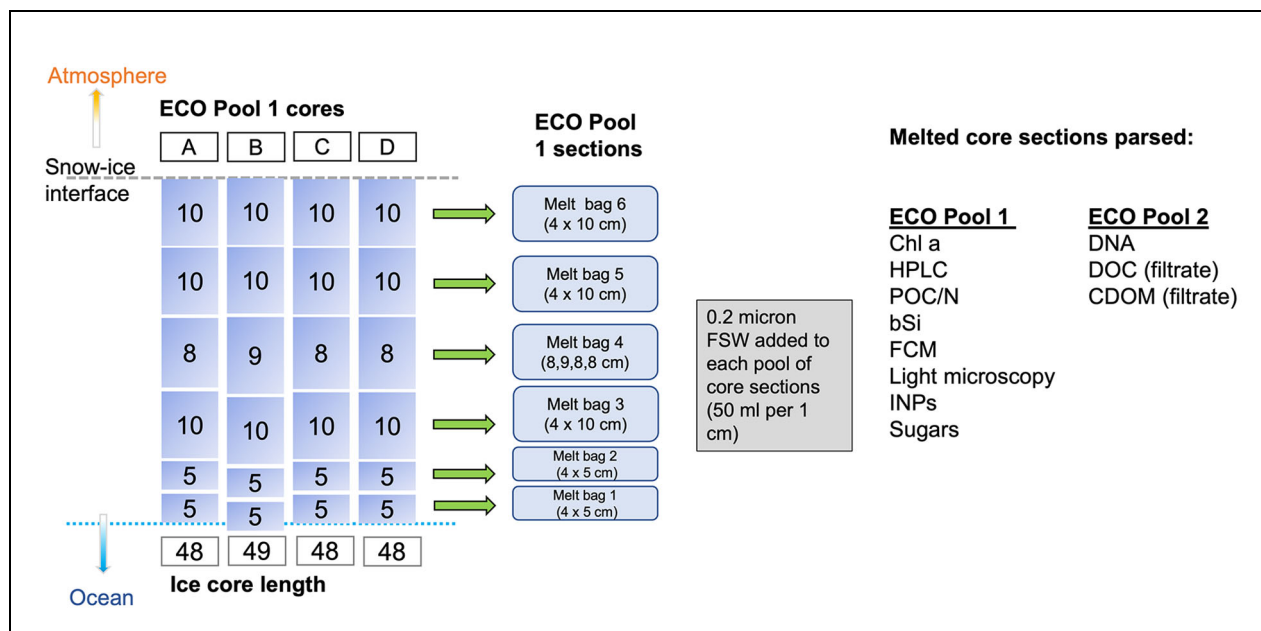 Atmosphere
Snow-ice
interface
Ocean
ECO Pool 1 cores
A B C D
10 10 10 10
10 10 10 10
8 9 8 8
10 10 10 10
5 5 5 5
5 5 5 5
48 49 48 48
Ice core length
ECO Pool
1 sections
Melt bag 6
(4 x 10 cm)
Melt bag 5
(4 x 10 cm)
Melt bag 4
(8,9,8,8 cm)
Melt bag 3
(4 x 10 cm)
Melt bag 2
(4 x 5 cm)
Melt bag 1
(4 x 5 cm)
0.2 micron
FSW added to
each pool of
core sections
(50 ml per 1
cm)
Melted core sections parsed:
ECO Pool 1
Chl a
HPLC
POC/N
bSi
FCM
Light microscopy
INPs
Sugars
ECO Pool 2
DNA
DOC (filtrate)
CDOM (filtrate)